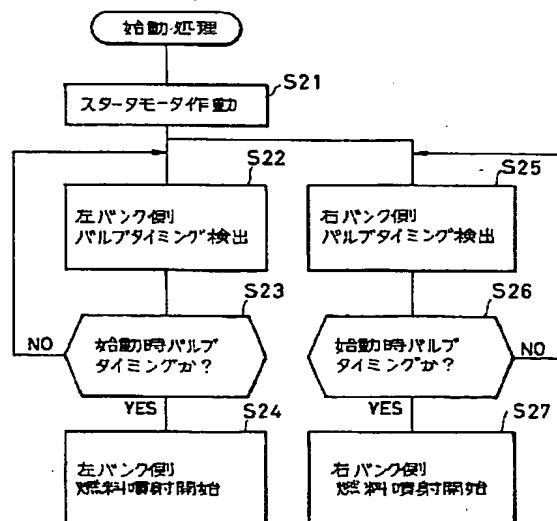 始動処理
S21
スタータモータ作動
S22
左バンク側
バルブタイミング検出
S25
右バンク側
バルブタイミング検出
S23
始動時バルブ
タイミングか？
NO
YES
S26
始動時バルブ
タイミングか？
NO
YES
S24
左バンク側
燃料噴射開始
S27
右バンク側
燃料噴射開始